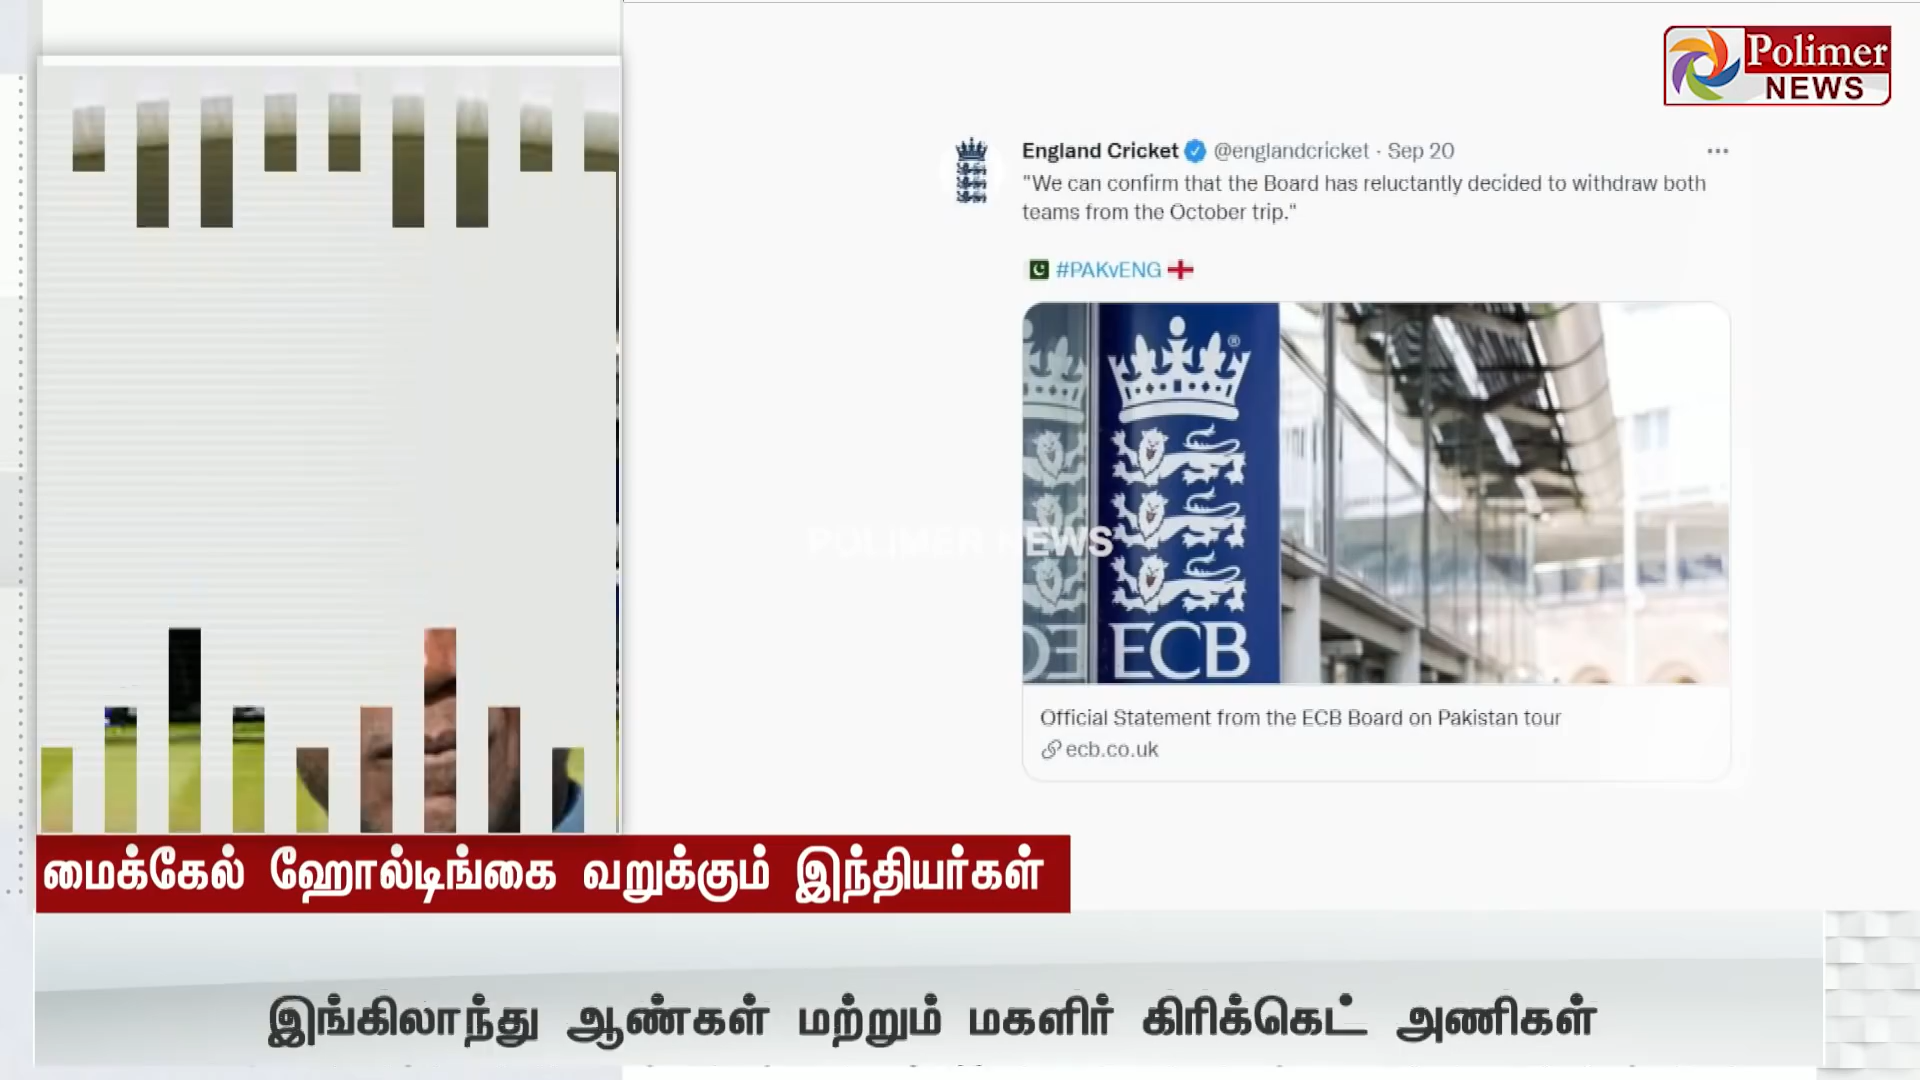 Polimer
NEWS
England Cricket @englandcricket · Sep 20
"We can confirm that the Board has reluctantly decided to withdraw both
teams from the October trip."
#PAKvENG
ECB
POLIMER NEWS
Official Statement from the ECB Board on Pakistan tour
ecb.co.uk
மைக்கேல் ஹோல்டிங்கை வறுக்கும் இந்தியர்கள்
இங்கிலாந்து ஆண்கள் மற்றும் மகளிர் கிரிக்கெட் அணிகள்